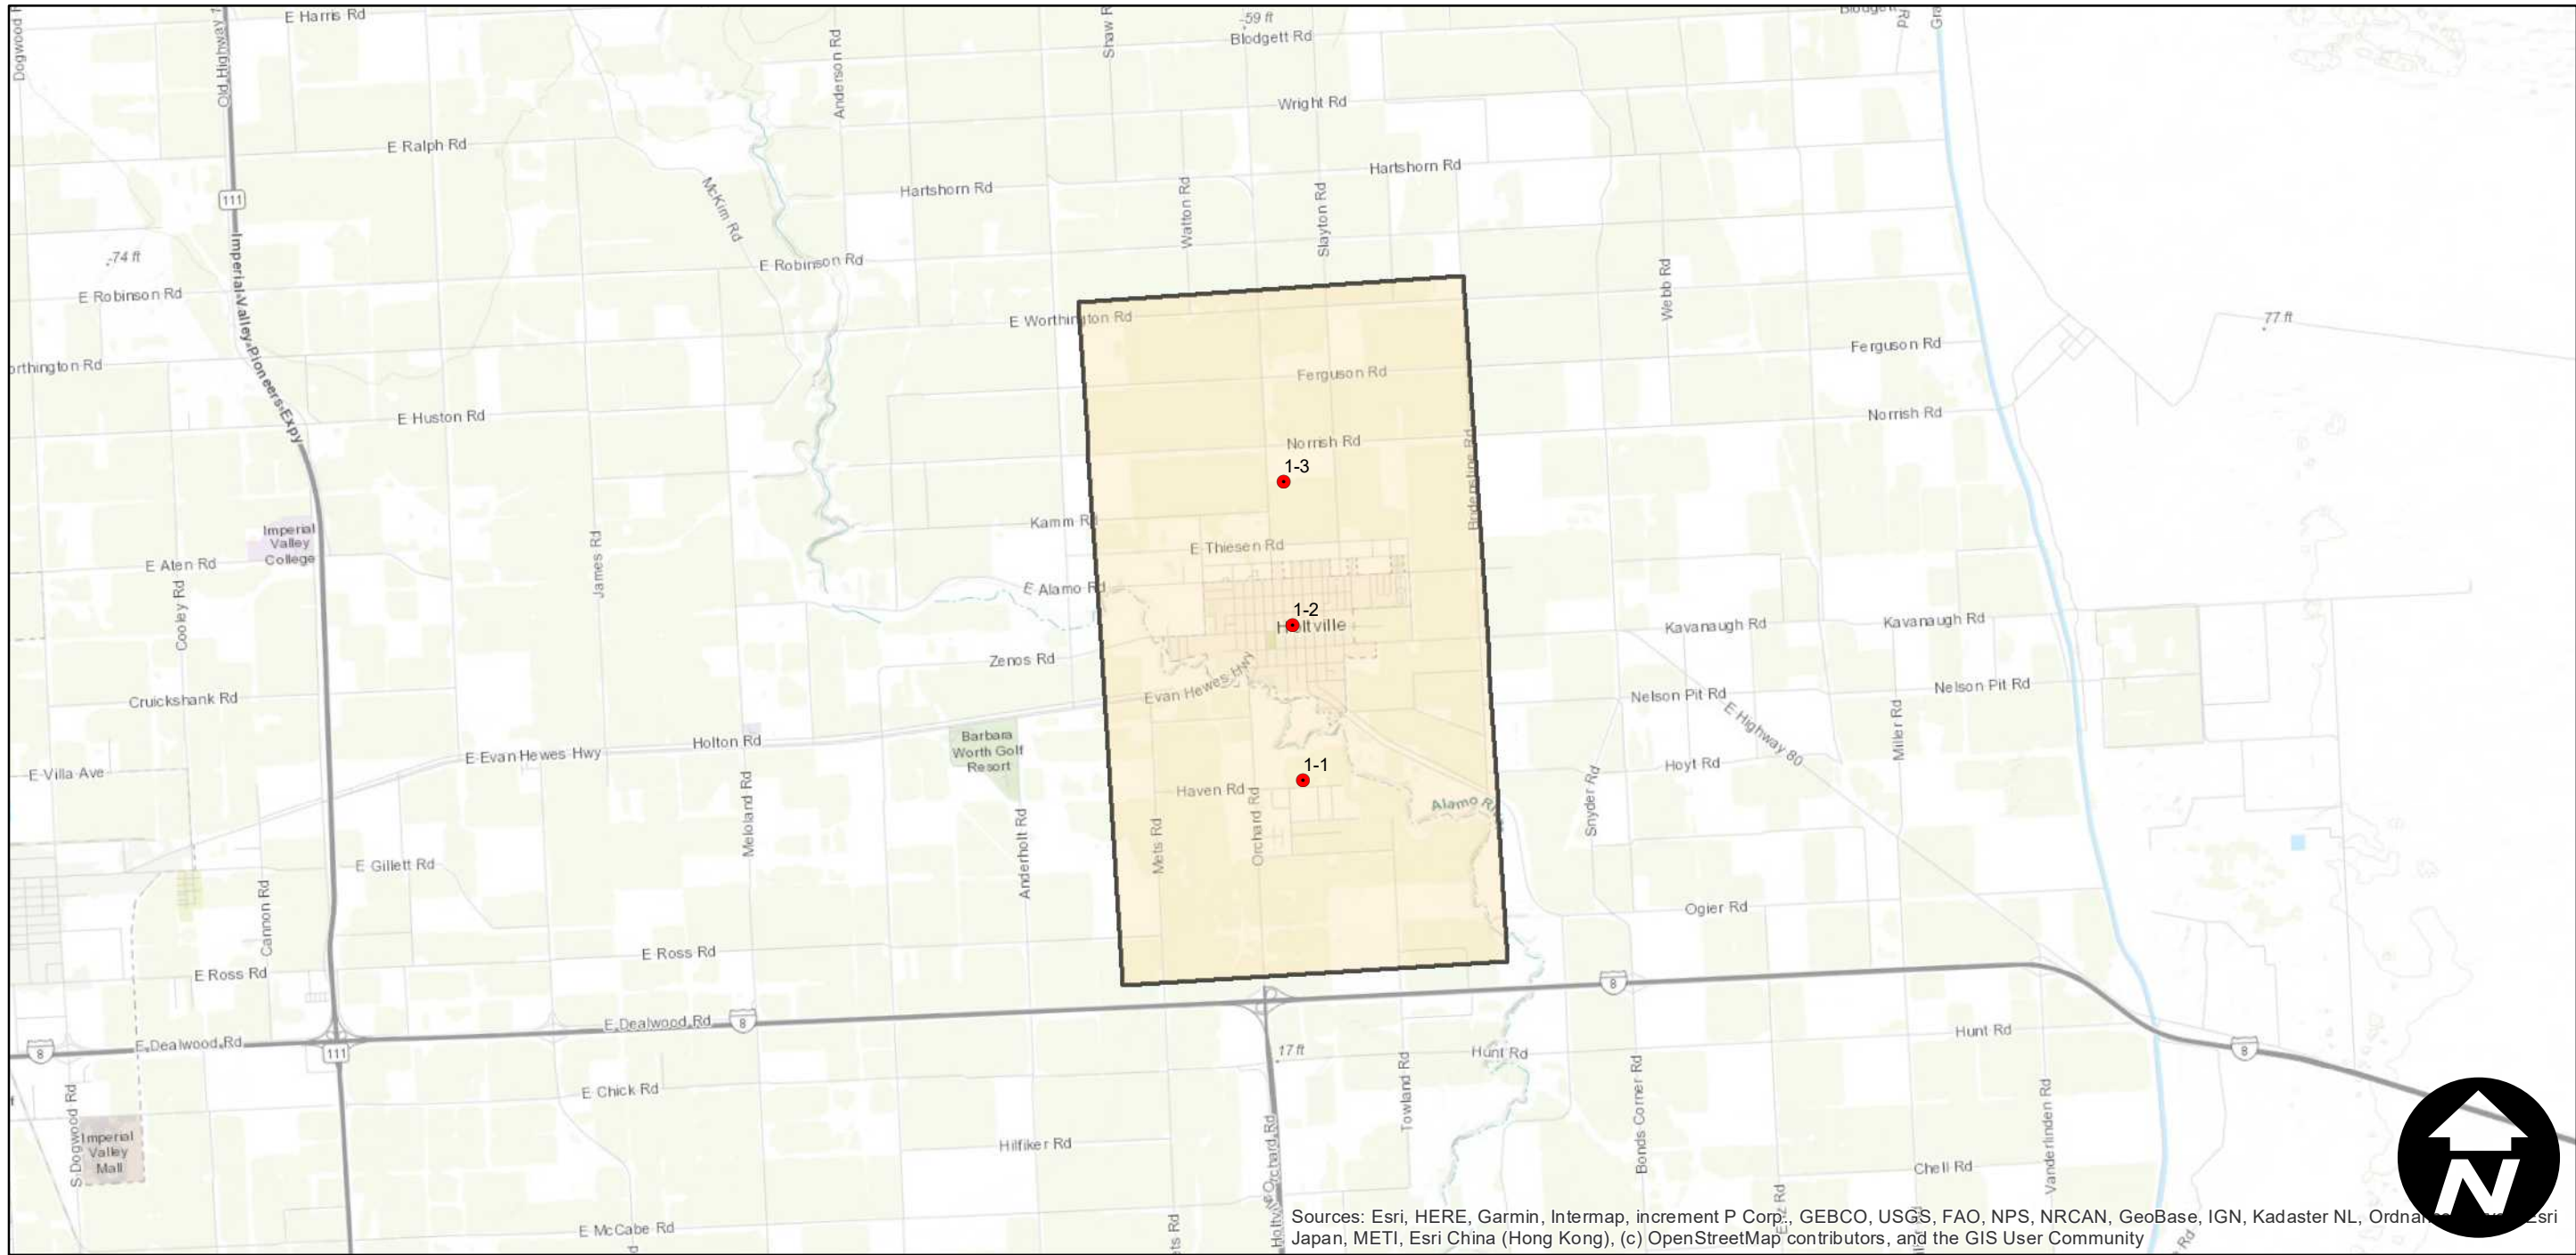 E Harris Rd
-59 ft
Blodgett Rd
Dogwood
Old Highway 1
Anderson Rd
Wright Rd
E Ralph Rd
Hartshorn Rd
Hartshorn Rd
111
McKim Rd
Watton Rd
Slayton Rd
-74 ft
E Robinson Rd
E Robinson Rd
Webb Rd
Imperial Valley Pioneers Expy
E Worthington Rd
77 ft
orthington Rd
Ferguson Rd
Ferguson Rd
E Huston Rd
Norrish Rd
Norrish Rd
1-3
Kamm Rd
Imperial
Valley
College
E Aten Rd
James Rd
E Thiesen Rd
E Alamo Rd
Cooley Rd
1-2
Holtville
Kavanaugh Rd
Kavanaugh Rd
Zenos Rd
Evan Hewes Hwy
Cruickshank Rd
Nelson Pit Rd
Nelson Pit Rd
E Highway 80
Miller Rd
Holton Rd
E Evan Hewes Hwy
Barbara
Worth Golf
Resort
E Villa Ave
1-1
Hoyt Rd
Haven Rd
Snyder Rd
Meloland Rd
Alamo Ri
Anderholt Rd
Mets Rd
Orchard Rd
E Gillett Rd
Cannon Rd
Ogier Rd
E Ross Rd
E Ross Rd
8
8
E Dealwood Rd
E Dealwood Rd
8
111
8
17 ft
Hunt Rd
Hunt Rd
E Chick Rd
S Dogwood Rd
Towland Rd
Bonds Corner Rd
Vanderlinden Rd
Imperial
Valley
Mall
Hilfiker Rd
Chell Rd
E McCabe Rd
ets Rd
N
Sources: Esri, HERE, Garmin, Intermap, increment P Corp., GEBCO, USGS, FAO, NPS, NRCAN, GeoBase, IGN, Kadaster NL, Ordnan Esri
Japan, METI, Esri China (Hong Kong), (c) OpenStreetMap contributors, and the GIS User Community